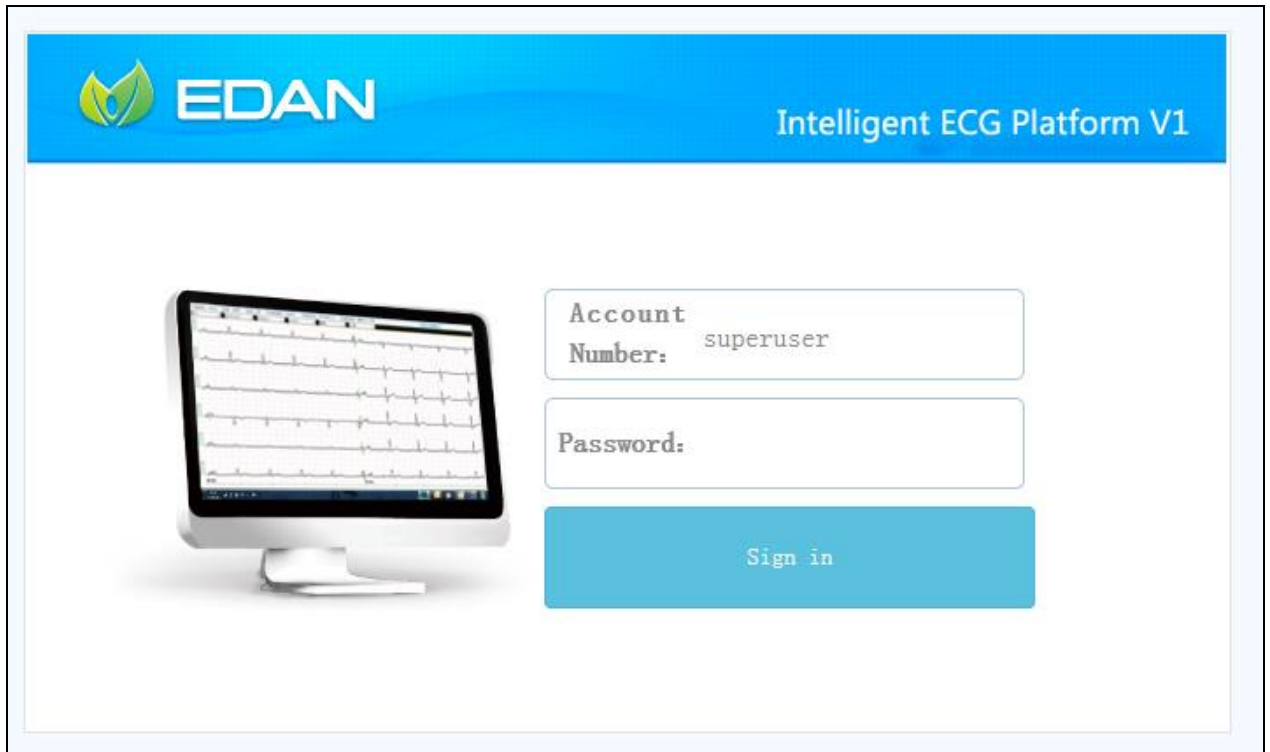 EDAN
Intelligent ECG Platform V1
Account
Number:
superuser
Password:
Sign in